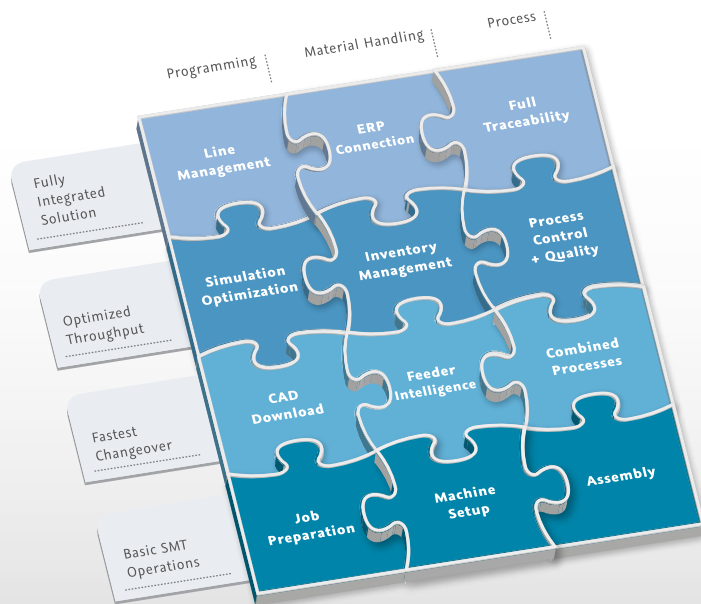 Programming
Material Handling
Process
Fully
Integrated
Solution
Line
Management
ERP
Connection
Full
Traceability
Optimized
Throughput
Simulation
Optimization
Inventory
Management
Process
Control
+ Quality
Fastest
Changeover
CAD
Download
Feeder
Intelligence
Combined
Processes
Basic SMT
Operations
Job
Preparation
Machine
Setup
Assembly